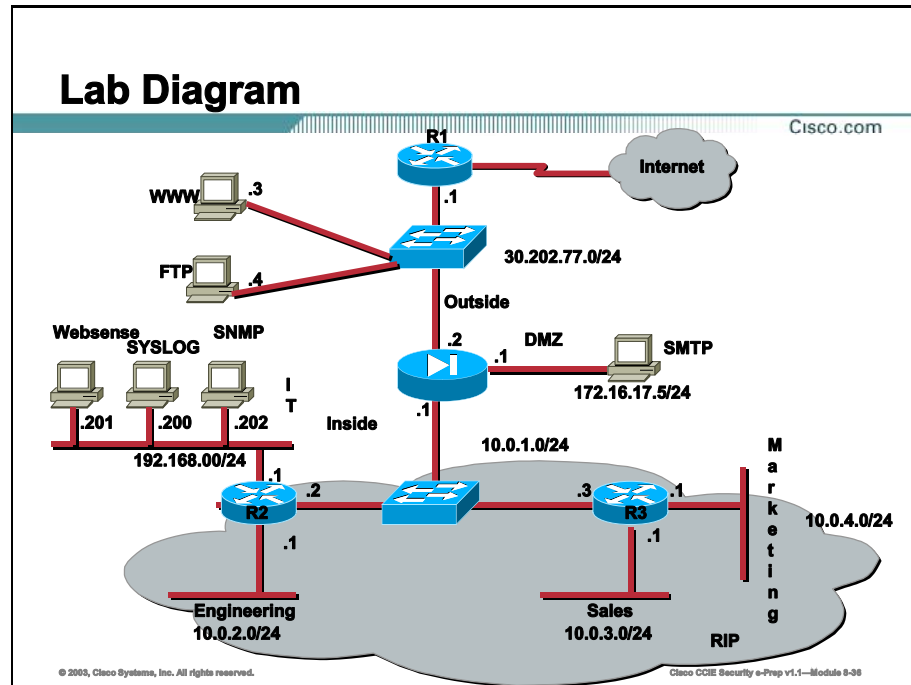 Lab Diagram
Cisco.com
R1
Internet
.1
WWW
.3
30.202.77.0/24
FTP
.4
Outside
.2
DMZ
.1
SMTP
172.16.17.5/24
Websense
SYSLOG
SNMP
IT
.201
.200
.202
192.168.00/24
Inside
.1
10.0.1.0/24
.1
.2
R2
.1
.3
R3
.1
.1
Marketing
10.0.4.0/24
Engineering
10.0.2.0/24
Sales
10.0.3.0/24
RIP
© 2003, Cisco Systems, Inc. All rights reserved.
Cisco CCIE Security e-Prep v1.1—Module 8-36